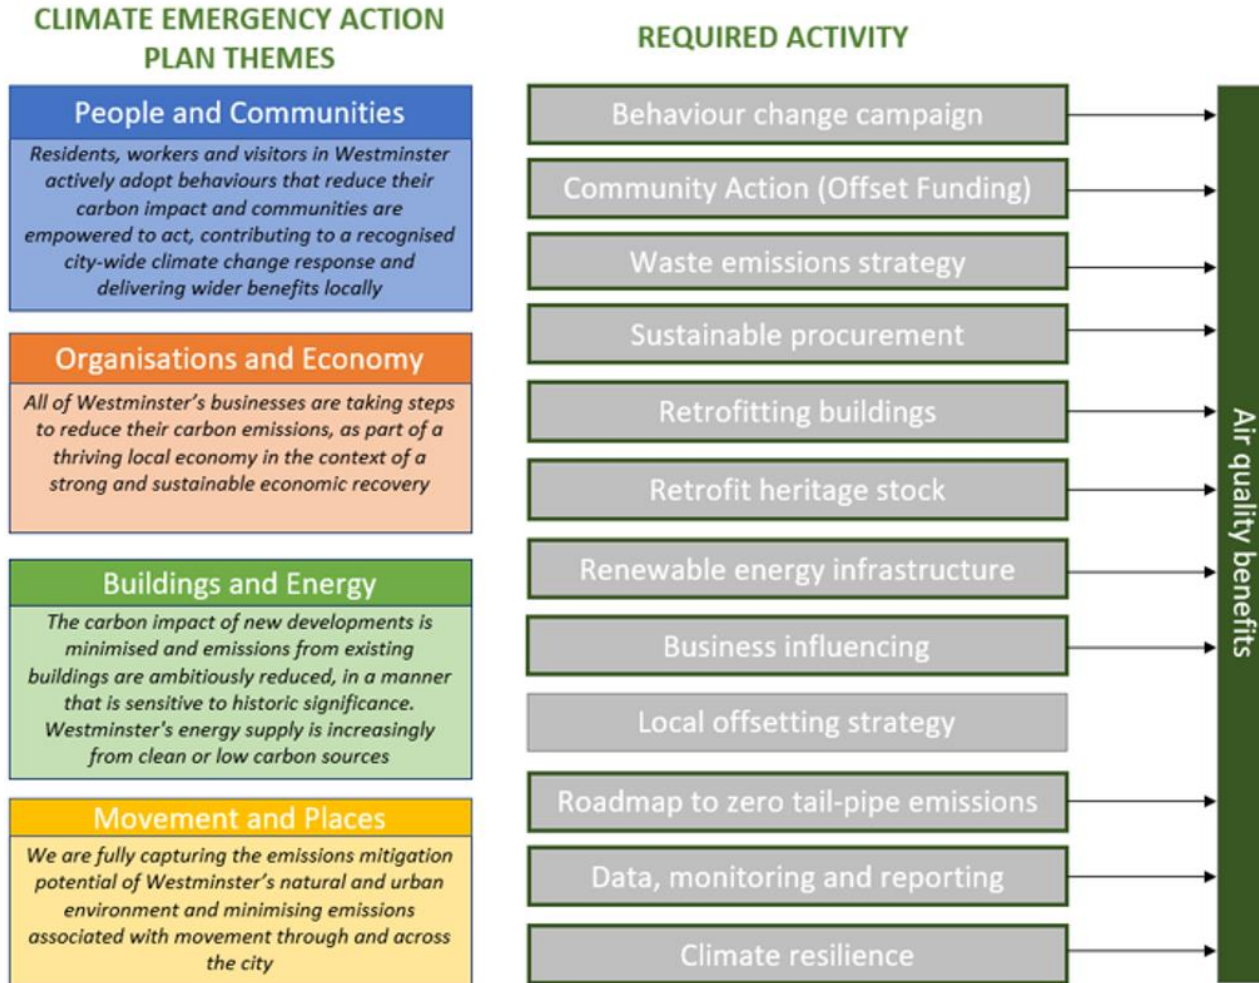 CLIMATE EMERGENCY ACTION
PLAN THEMES
People and Communities
Residents, workers and visitors in Westminster
actively adopt behaviours that reduce their
carbon impact and communities are
empowered to act, contributing to a recognised
city-wide climate change response and
delivering wider benefits locally
Organisations and Economy
All of Westminster’s businesses are taking steps
to reduce their carbon emissions, as part of a
thriving local economy in the context of a
strong and sustainable economic recovery
Buildings and Energy
The carbon impact of new developments is
minimised and emissions from existing
buildings are ambitiously reduced, in a manner
that is sensitive to historic significance.
Westminster's energy supply is increasingly
from clean or low carbon sources
Movement and Places
We are fully capturing the emissions mitigation
potential of Westminster’s natural and urban
environment and minimising emissions
associated with movement through and across
the city
REQUIRED ACTIVITY
Behaviour change campaign
Community Action (Offset Funding)
Waste emissions strategy
Sustainable procurement
Retrofitting buildings
Retrofit heritage stock
Renewable energy infrastructure
Business influencing
Local offsetting strategy
Roadmap to zero tail-pipe emissions
Data, monitoring and reporting
Climate resilience
Air quality benefits